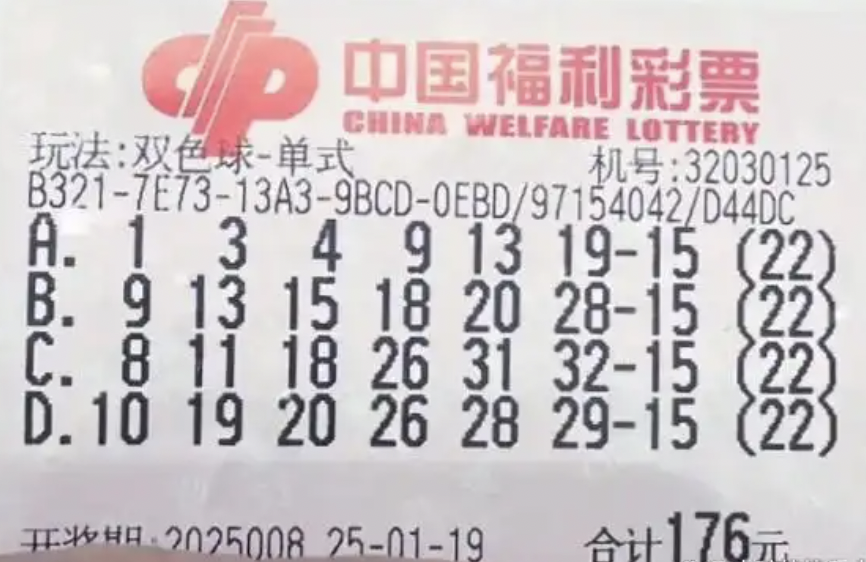 中国福利彩票
CHINA WELFARE LOTTERY
玩法:双色球-单式 机号:32030125
B321-7E73-13A3-9BCD-0EBD/97154042/D44DC
A. 1 3 4 9 13 19-15 (22)
B. 9 13 15 18 20 28-15 (22)
C. 8 11 18 26 31 32-15 (22)
D. 10 19 20 26 28 29-15 (22)
开奖期:2025008 25-01-19 合计176元